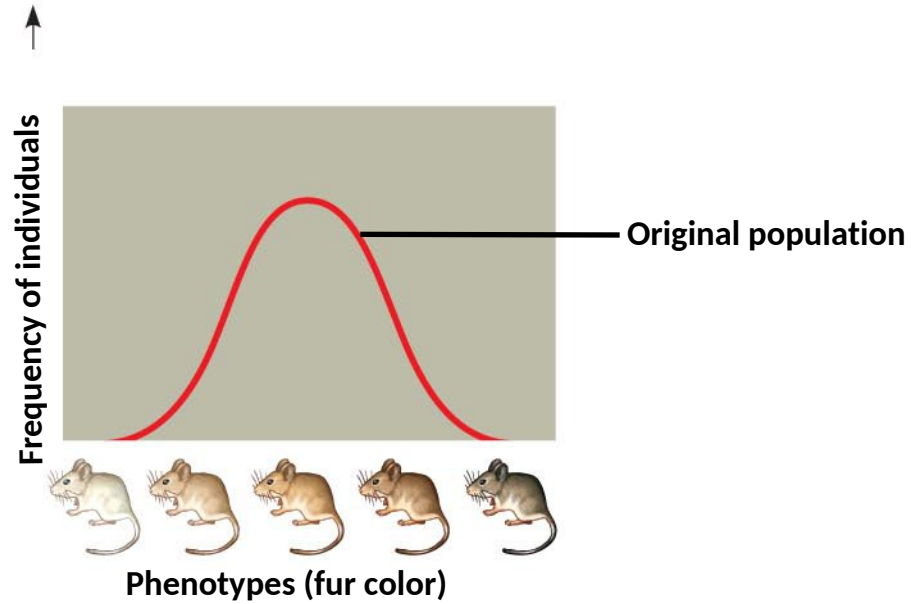 Frequency of individuals
Original population
Phenotypes (fur color)